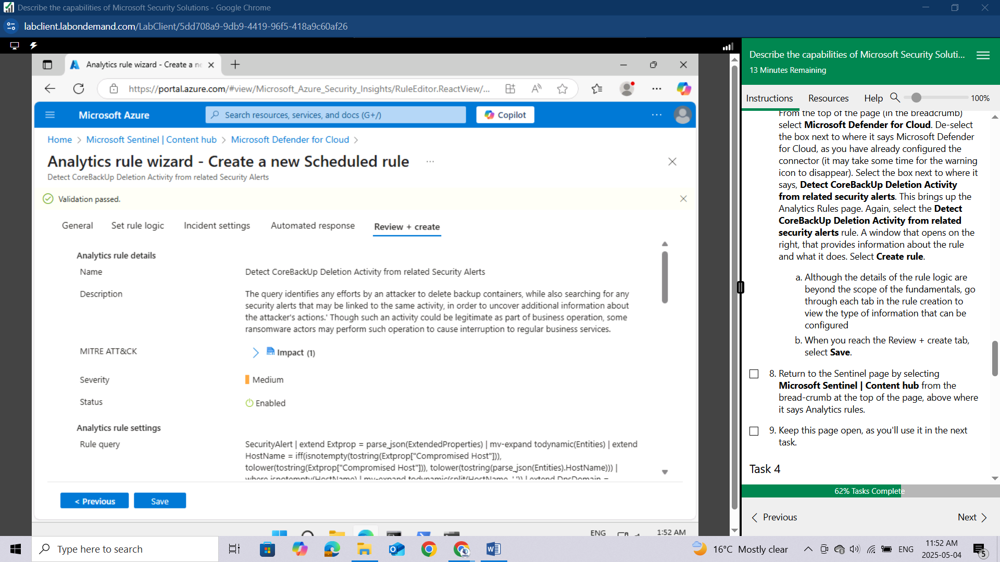 Describe the capabilities of Microsoft Security Solutions - Google Chrome
labclient.labondemand.com/LabClient/5dd708a9-9db9-4419-96f5-418a9c60af26
Analytics rule wizard - Create a ne
https://portal.azure.com/#view/Microsoft_Azure_Security_Insights/RuleEditor.ReactView/...
Microsoft Azure
Search resources, services, and docs (G+/)
Copilot
Home > Microsoft Sentinel | Content hub > Microsoft Defender for Cloud >
Analytics rule wizard - Create a new Scheduled rule ...
Detect CoreBackUp Deletion Activity from related Security Alerts
Validation passed.
General Set rule logic Incident settings Automated response Review + create
Analytics rule details
Name Detect CoreBackUp Deletion Activity from related Security Alerts
Description The query identifies any efforts by an attacker to delete backup containers, while also searching for any
security alerts that may be linked to the same activity, in order to uncover additional information about
the attacker's actions.' Though such an activity could be legitimate as part of business operation, some
ransomware actors may perform such operation to cause interruption to regular business services.
MITRE ATT&CK Impact (1)
Severity Medium
Status Enabled
Analytics rule settings
Rule query SecurityAlert | extend Extprop = parse_json(ExtendedProperties) | mv-expand todynamic(Entities) | extend
HostName = iff(isnotempty(tostring(Extprop["Compromised Host"])),
tolower(tostring(Extprop["Compromised Host"])), tolower(tostring(parse_json(Entities).HostName))) |
where isnotempty(HostName) | mv-expand todynamic(split(HostName, ',')) | extend DnsDomain =
< Previous Save
ENG 1:52 AM
Describe the capabilities of Microsoft Security Soluti...
13 Minutes Remaining
Instructions Resources Help 100%
From the top of the page (in the breadcrumb)
select Microsoft Defender for Cloud. De-select
the box next to where it says Microsoft Defender
for Cloud, as you have already configured the
connector (it may take some time for the warning
icon to disappear). Select the box next to where it
says, Detect CoreBackUp Deletion Activity
from related security alerts. This brings up the
Analytics Rules page. Again, select the Detect
CoreBackUp Deletion Activity from related
security alerts rule. A window that opens on the
right, that provides information about the rule
and what it does. Select Create rule.
a. Although the details of the rule logic are
beyond the scope of the fundamentals, go
through each tab in the rule creation to
view the type of information that can be
configured
b. When you reach the Review + create tab,
select Save.
8. Return to the Sentinel page by selecting
Microsoft Sentinel | Content hub from the
bread-crumb at the top of the page, above where
it says Analytics rules.
9. Keep this page open, as you'll use it in the next
task.
Task 4
62% Tasks Complete
Previous Next
Type here to search
16°C Mostly clear
ENG
11:52 AM
2025-05-04
5